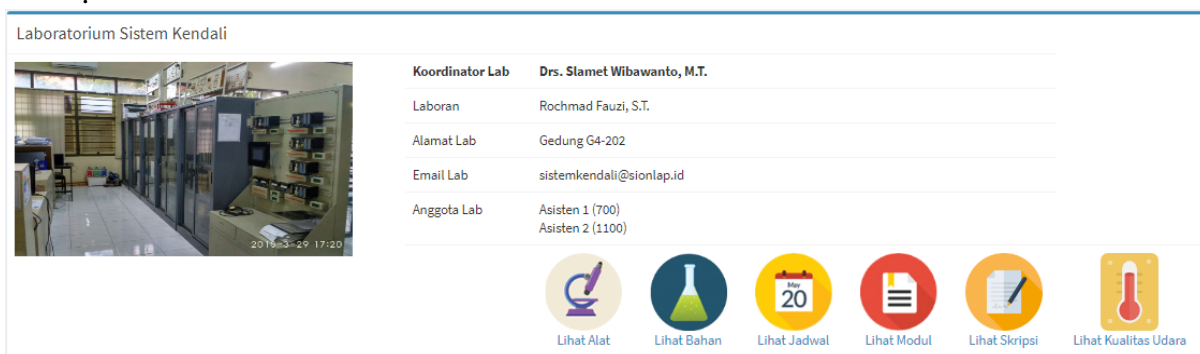 Laboratorium Sistem Kendali
Koordinator Lab Drs. Slamet Wibawanto, M.T.
Laboran Rochmad Fauzi, S.T.
Alamat Lab Gedung G4-202
Email Lab sistemkendali@sionlap.id
Anggota Lab Asisten 1 (700)
Asisten 2 (1100)
2019-3-29 17:20
May
20
Lihat Alat Lihat Bahan Lihat Jadwal Lihat Modul Lihat Skripsi Lihat Kualitas Udara